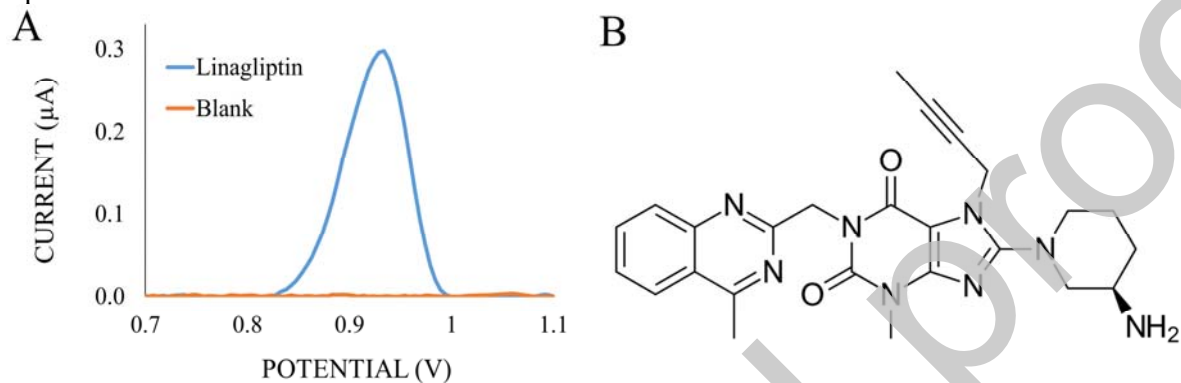 A
CURRENT (µA)
0.3
0.2
0.1
0.0
Linagliptin
Blank
0.7 0.8 0.9 1 1.1
POTENTIAL (V)
B
O
N
N
N
N
O
N
N
N
NH2